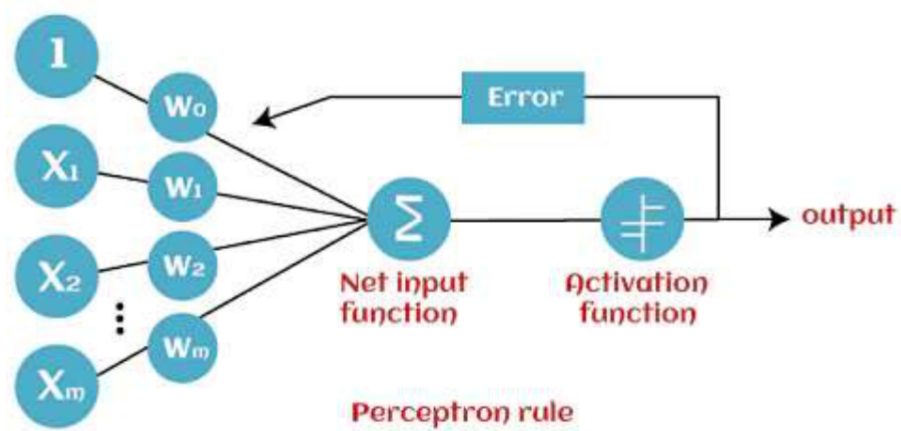 1
W0
Error
X1
W1
Σ
output
X2
W2
Net input
function
Activation
function
Xm
Wm
Perceptron rule